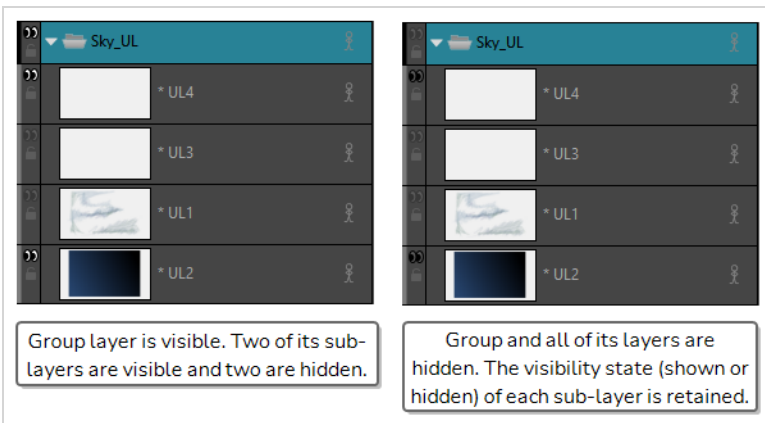 Sky_UL
* UL4
* UL3
* UL1
* UL2
Group layer is visible. Two of its sub-
layers are visible and two are hidden.
Sky_UL
* UL4
* UL3
* UL1
* UL2
Group and all of its layers are
hidden. The visibility state (shown or
hidden) of each sub-layer is retained.